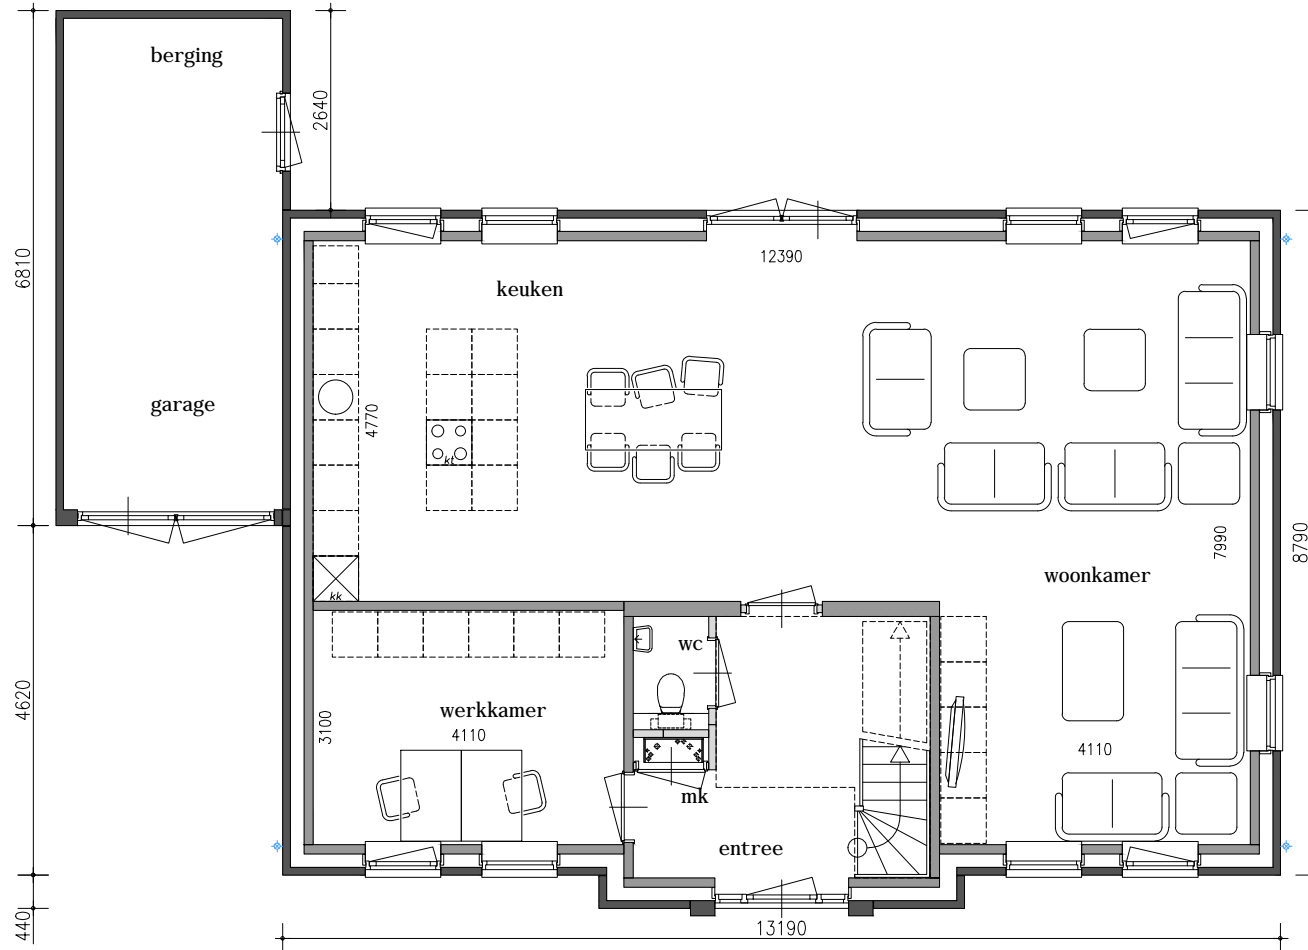 berging
2640
6810
12390
keuken
garage
4770
kt
7990
8790
woonkamer
kk
wc
4620
3100
werkkamer
4110
4110
mk
entree
440
13190